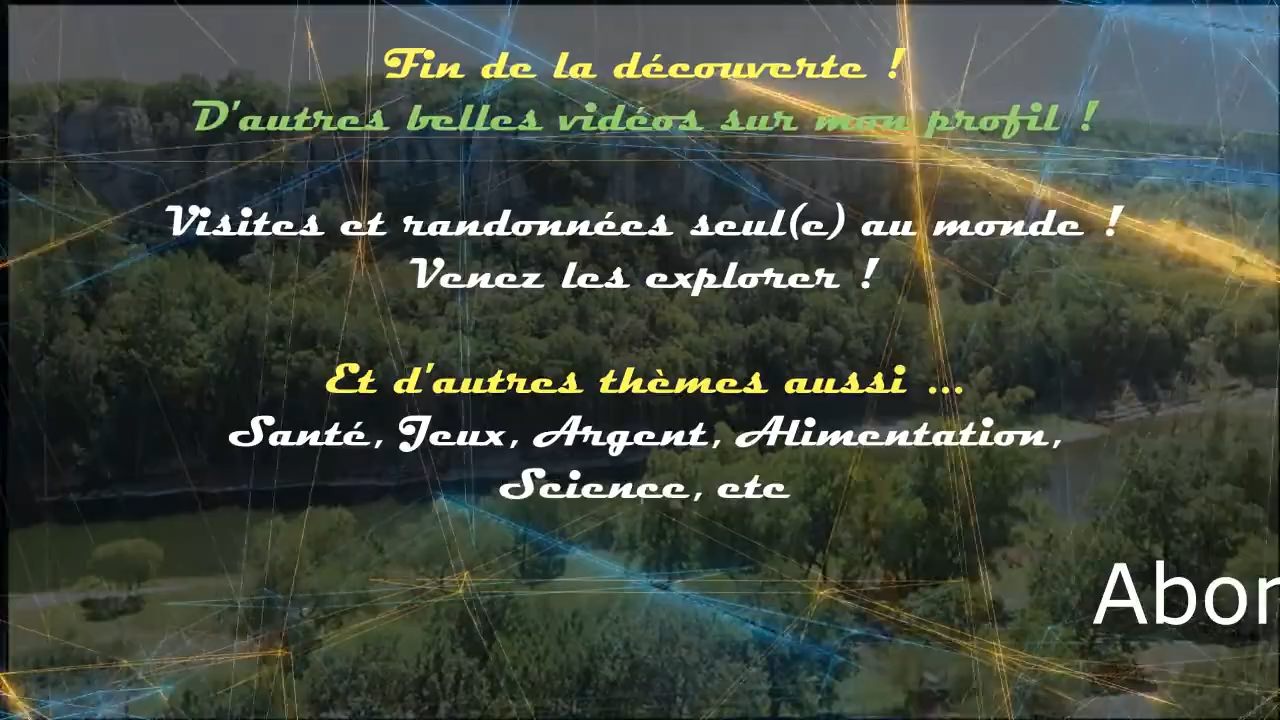 Fin de la découverte !
D'autres belles vidéos sur mon profil !
Visites et randonnées seul(e) au monde !
Venez les explorer !
Et d'autres thèmes aussi ...
Santé, Jeux, Argent, Alimentation,
Science, etc
Abon